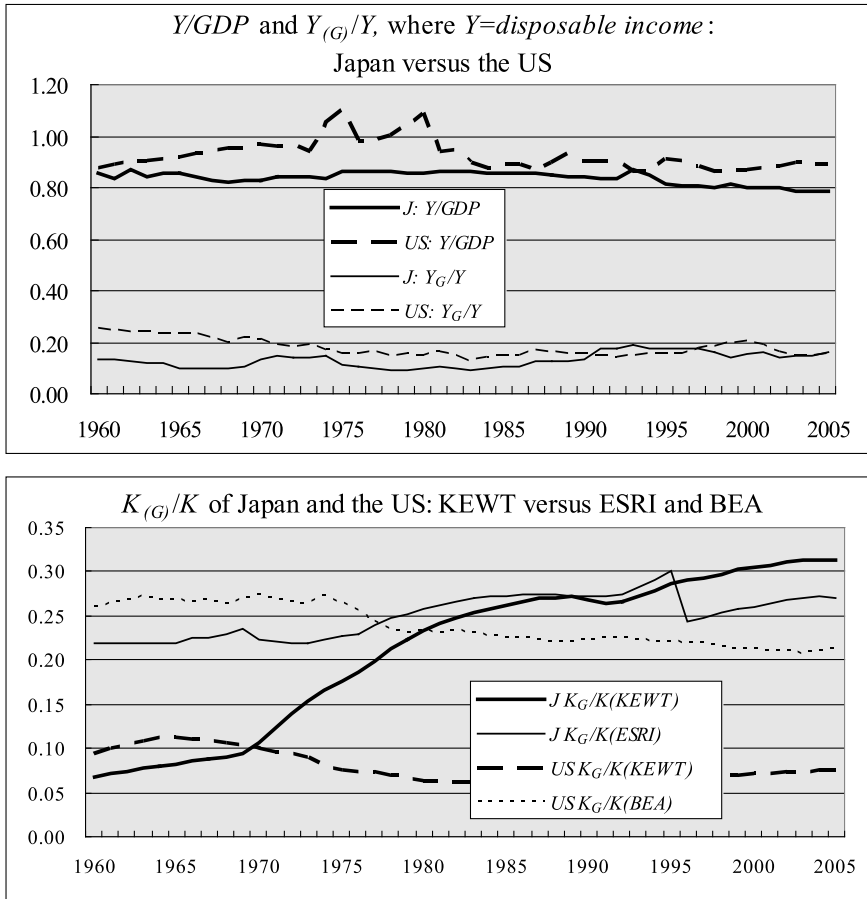 Y/GDP and Y(G)/Y, where Y=disposable income:
Japan versus the US
1.20
1.00
0.80
0.60
0.40
0.20
0.00
J: Y/GDP
US: Y/GDP
J: YG/Y
US: YG/Y
1960 1965 1970 1975 1980 1985 1990 1995 2000 2005
K(G)/K of Japan and the US: KEWT versus ESRI and BEA
0.35
0.30
0.25
0.20
0.15
0.10
0.05
0.00
J KG/K(KEWT)
J KG/K(ESRI)
US KG/K(KEWT)
US KG/K(BEA)
1960 1965 1970 1975 1980 1985 1990 1995 2000 2005